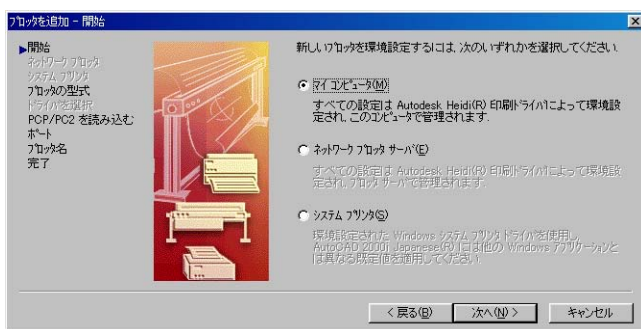 プロッタを追加 - 開始
開始
ネットワーク プロッタ
システム プリンタ
プロッタの型式
ドライバを選択
PCP/PC2 を読み込む
ポート
プロッタ名
完了
新しいプロッタを環境設定するには、次のいずれかを選択してください.
マイ コンピュータ(M)
すべての設定は Autodesk Heidi(R) 印刷ドライバによって環境設
定され、このコンピュータで管理されます.
ネットワーク プロッタ サーバ(E)
すべての設定は Autodesk Heidi(R) 印刷ドライバによって環境設
定され、プロッタ サーバで管理されます.
システム プリンタ(S)
環境設定された Windows システム プリンタ ドライバを使用し、
AutoCAD 2000i Japanese(R) には他の Windows アプリケーションと
は異なる既定値を適用してください.
< 戻る(B)
次へ(N) >
キャンセル